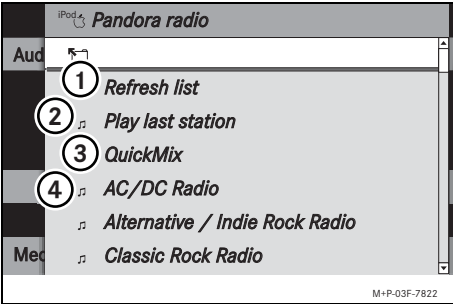 iPod Pandora radio
Aud
1 Refresh list
2 Play last station
3 QuickMix
4 AC/DC Radio
Alternative / Indie Rock Radio
Med Classic Rock Radio
M+P-03F-7822